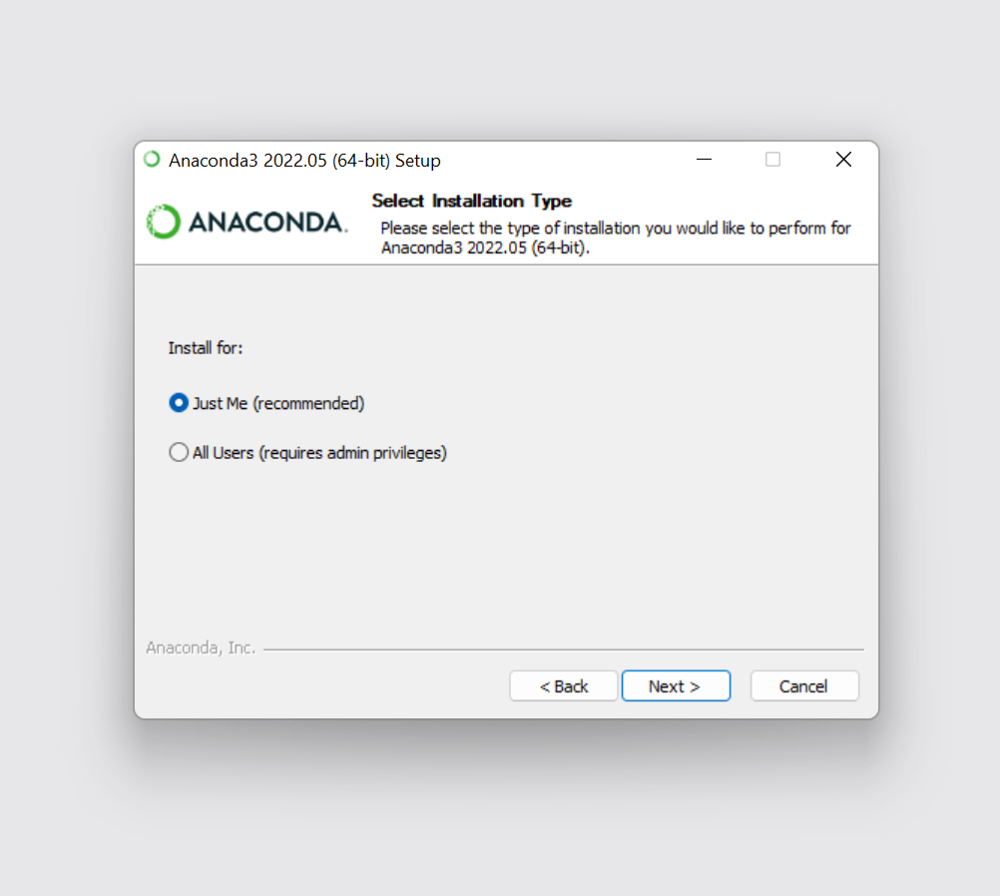 Anaconda3 2022.05 (64-bit) Setup
ANACONDA.
Select Installation Type
Please select the type of installation you would like to perform for
Anaconda3 2022.05 (64-bit).
Install for:
Just Me (recommended)
All Users (requires admin privileges)
Anaconda, Inc.
< Back
Next >
Cancel